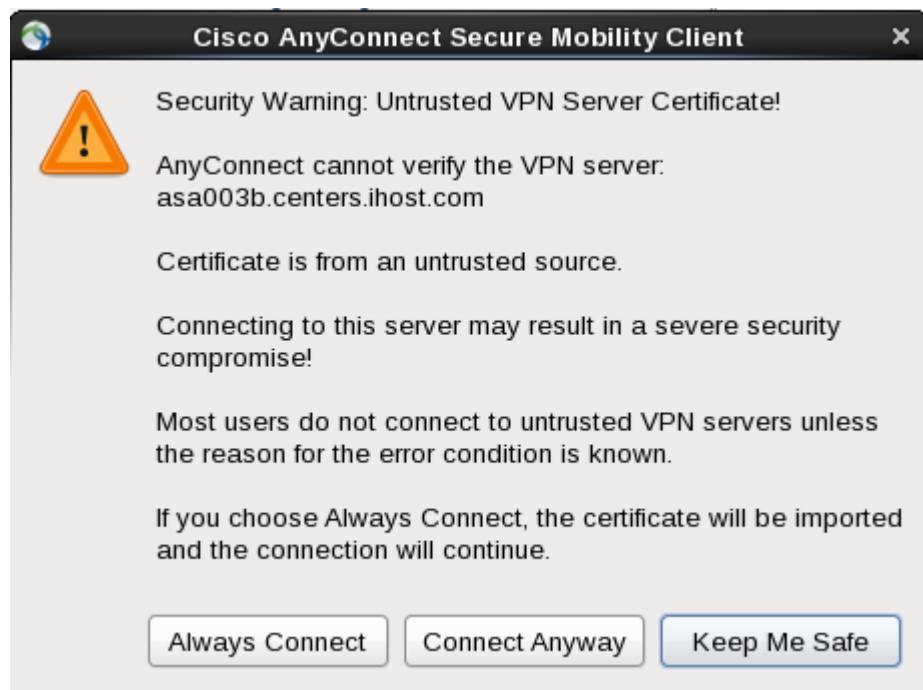 Cisco AnyConnect Secure Mobility Client
Security Warning: Untrusted VPN Server Certificate!
AnyConnect cannot verify the VPN server:
asa003b.centers.ihost.com
Certificate is from an untrusted source.
Connecting to this server may result in a severe security
compromise!
Most users do not connect to untrusted VPN servers unless
the reason for the error condition is known.
If you choose Always Connect, the certificate will be imported
and the connection will continue.
Always Connect
Connect Anyway
Keep Me Safe